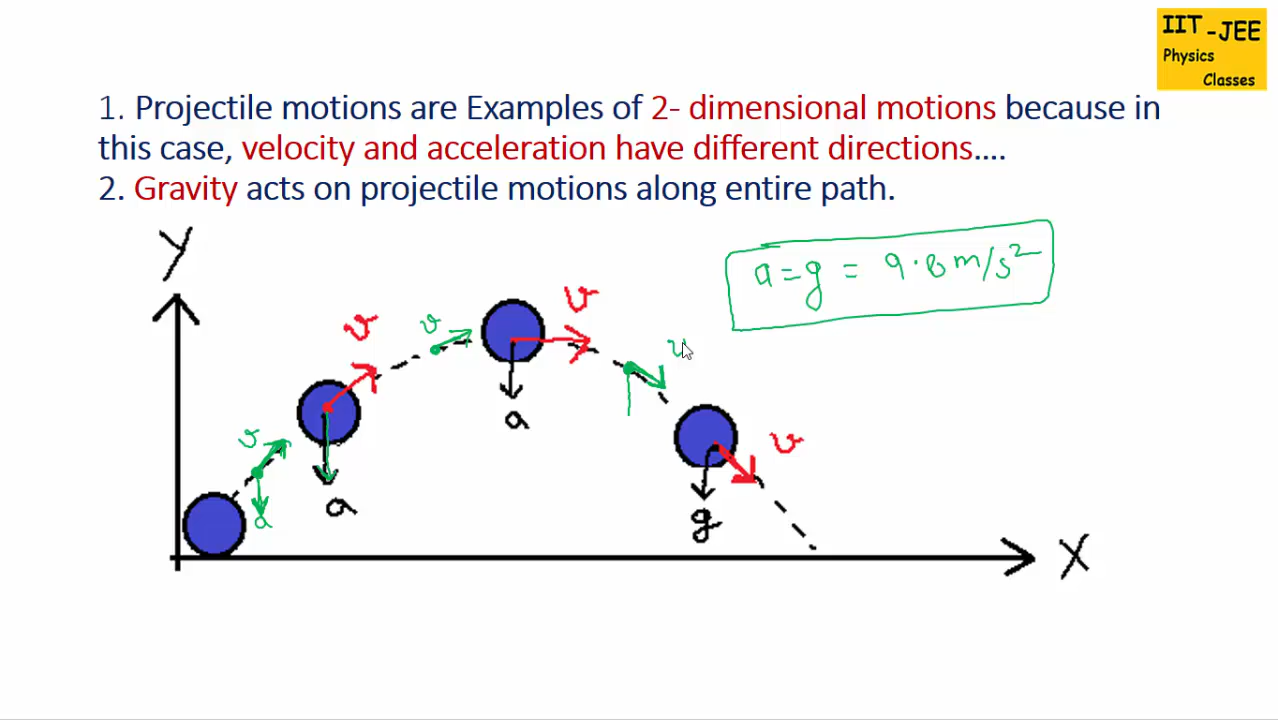 IIT -JEE
Physics
Classes
1. Projectile motions are Examples of 2- dimensional motions because in
this case, velocity and acceleration have different directions....
2. Gravity acts on projectile motions along entire path.
Y
a = g = 9.8 m/s²
v
v
v
v
v
a
v
v
a
a
g
X